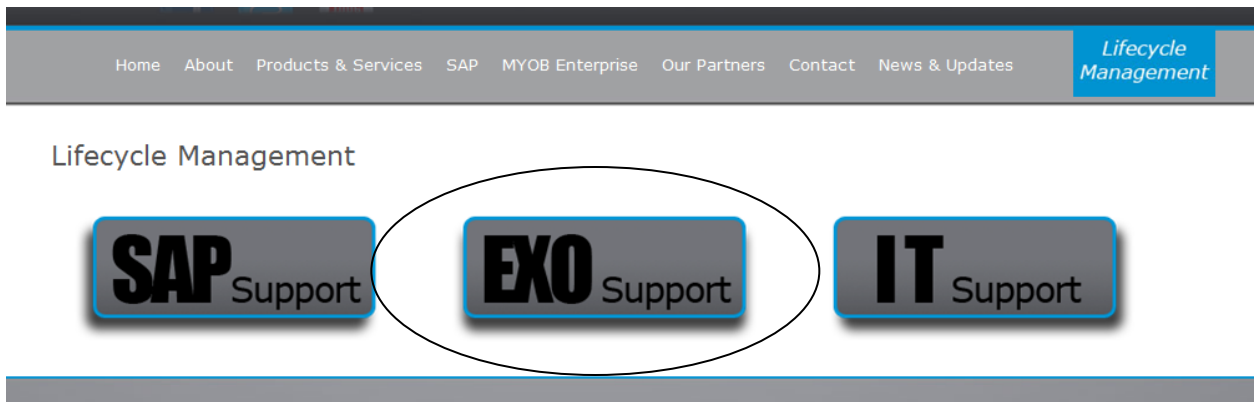 Home About Products & Services SAP MYOB Enterprise Our Partners Contact News & Updates
Lifecycle
Management
Lifecycle Management
SAP Support
EXO Support
IT Support